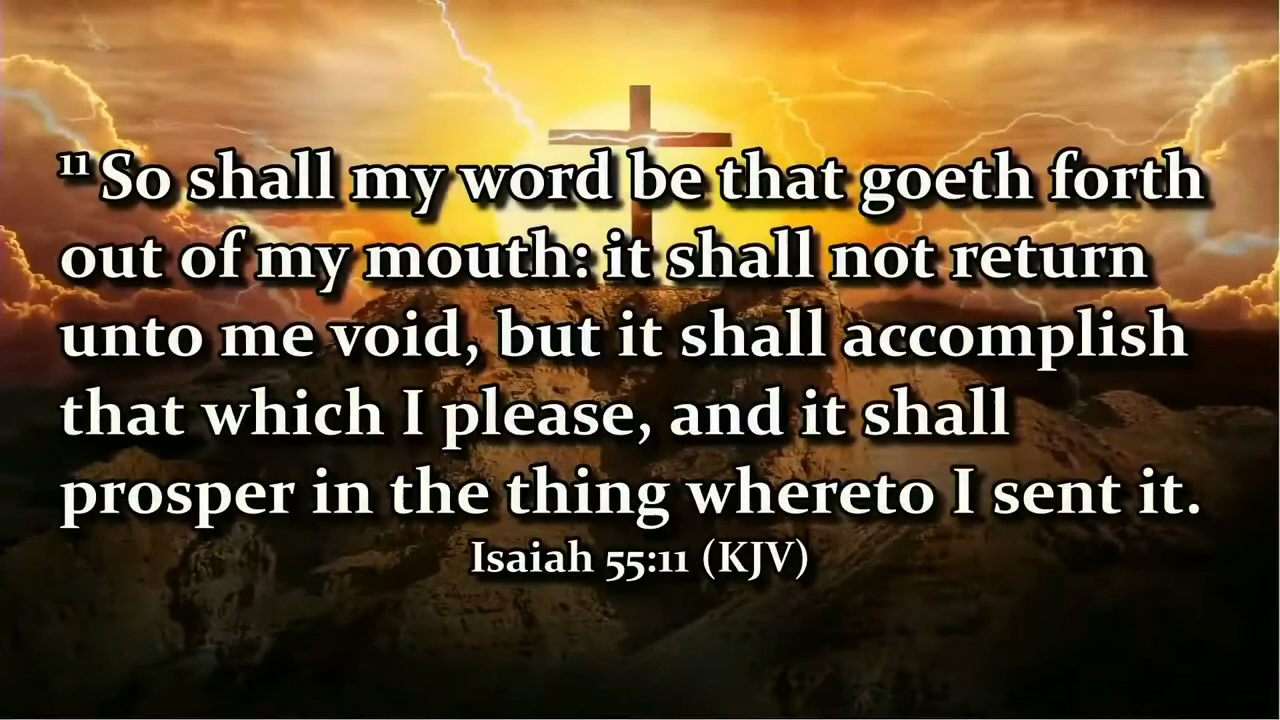 ¹¹ So shall my word be that goeth forth
out of my mouth: it shall not return
unto me void, but it shall accomplish
that which I please, and it shall
prosper in the thing whereto I sent it.
Isaiah 55:11 (KJV)